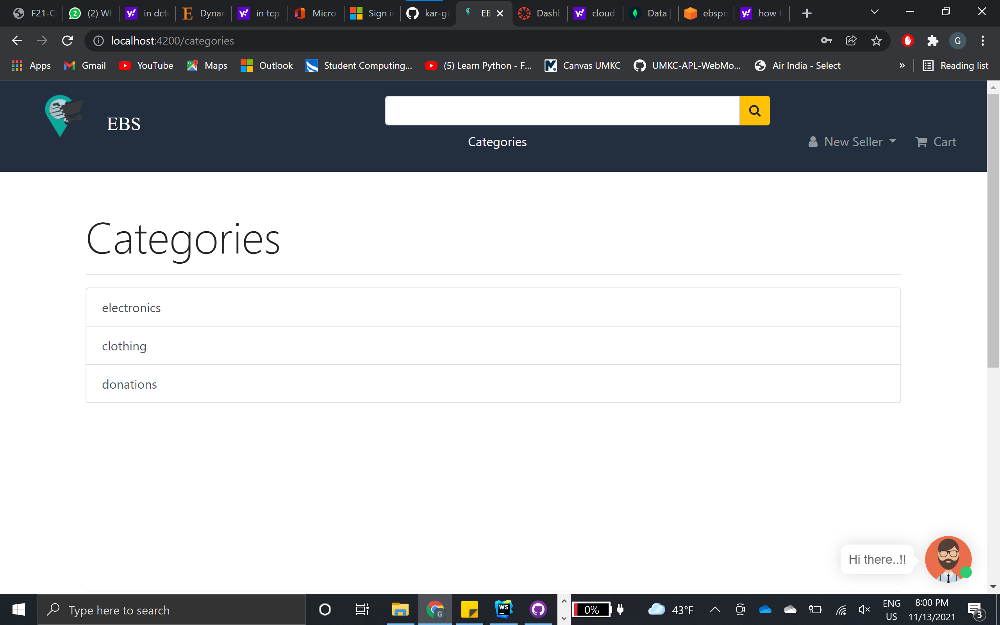 F21-C (2) Wh in dct Dynan in tcp Micro Sign in kar-gi EB Dashb cloud Data ebspr how t
localhost:4200/categories G
Apps Gmail YouTube Maps Outlook Student Computing... (5) Learn Python - F... Canvas UMKC UMKC-APL-WebMo... Air India - Select » Reading list
EBS
Categories New Seller Cart
Categories
electronics
clothing
donations
Hi there..!!
Type here to search WS 0% 43°F ENG US 8:00 PM 11/13/2021 3